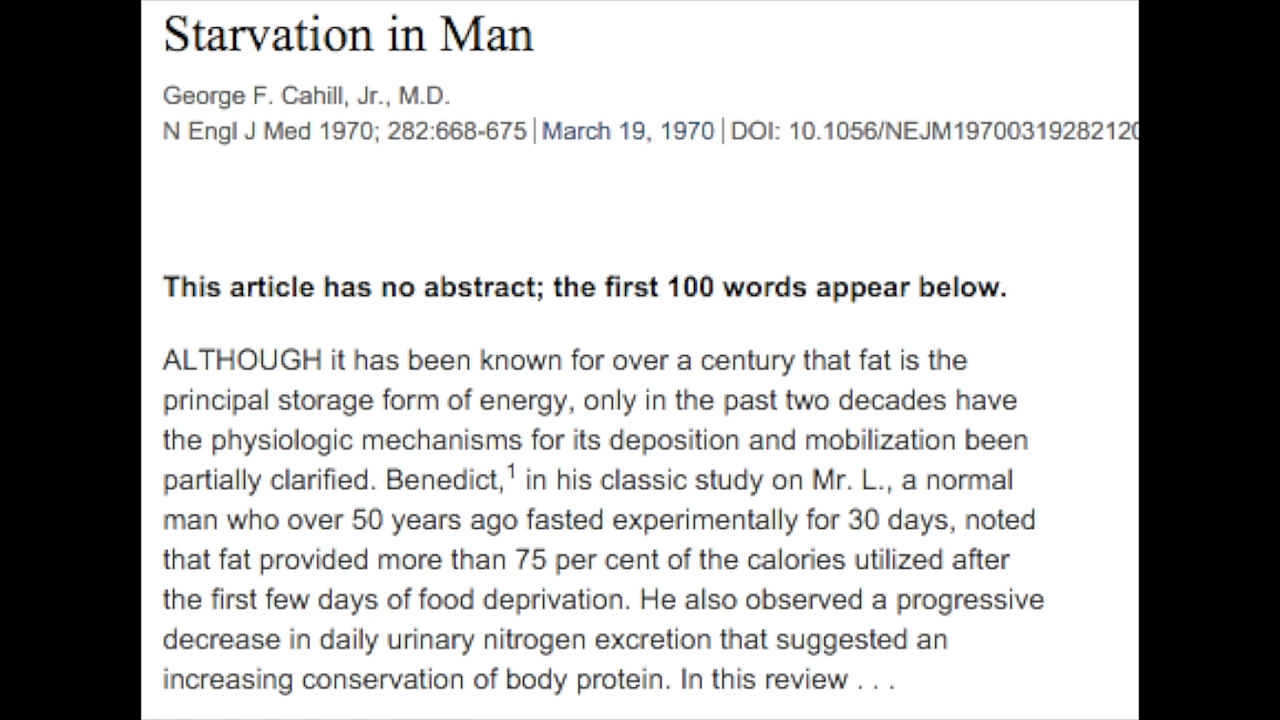 Starvation in Man
George F. Cahill, Jr., M.D.
N Engl J Med 1970; 282:668-675 | March 19, 1970 | DOI: 10.1056/NEJM19700319282120
This article has no abstract; the first 100 words appear below.
ALTHOUGH it has been known for over a century that fat is the
principal storage form of energy, only in the past two decades have
the physiologic mechanisms for its deposition and mobilization been
partially clarified. Benedict,1 in his classic study on Mr. L., a normal
man who over 50 years ago fasted experimentally for 30 days, noted
that fat provided more than 75 per cent of the calories utilized after
the first few days of food deprivation. He also observed a progressive
decrease in daily urinary nitrogen excretion that suggested an
increasing conservation of body protein. In this review . . .